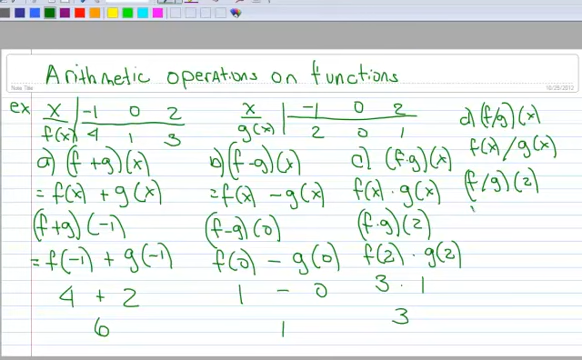 Arithmetic operations on functions
Note Title
10/25/2012
ex x -1 0 2
f(x) 4 1 3
x -1 0 2
g(x) 2 0 1
a) (f+g)(x)
= f(x) + g(x)
(f+g)(-1)
= f(-1) + g(-1)
4 + 2
6
b) (f-g)(x)
= f(x) - g(x)
(f-g)(0)
f(0) - g(0)
1 - 0
1
c) (f·g)(x)
f(x) · g(x)
(f·g)(2)
f(2) · g(2)
3 · 1
3
d) (f/g)(x)
f(x)/g(x)
(f/g)(2)